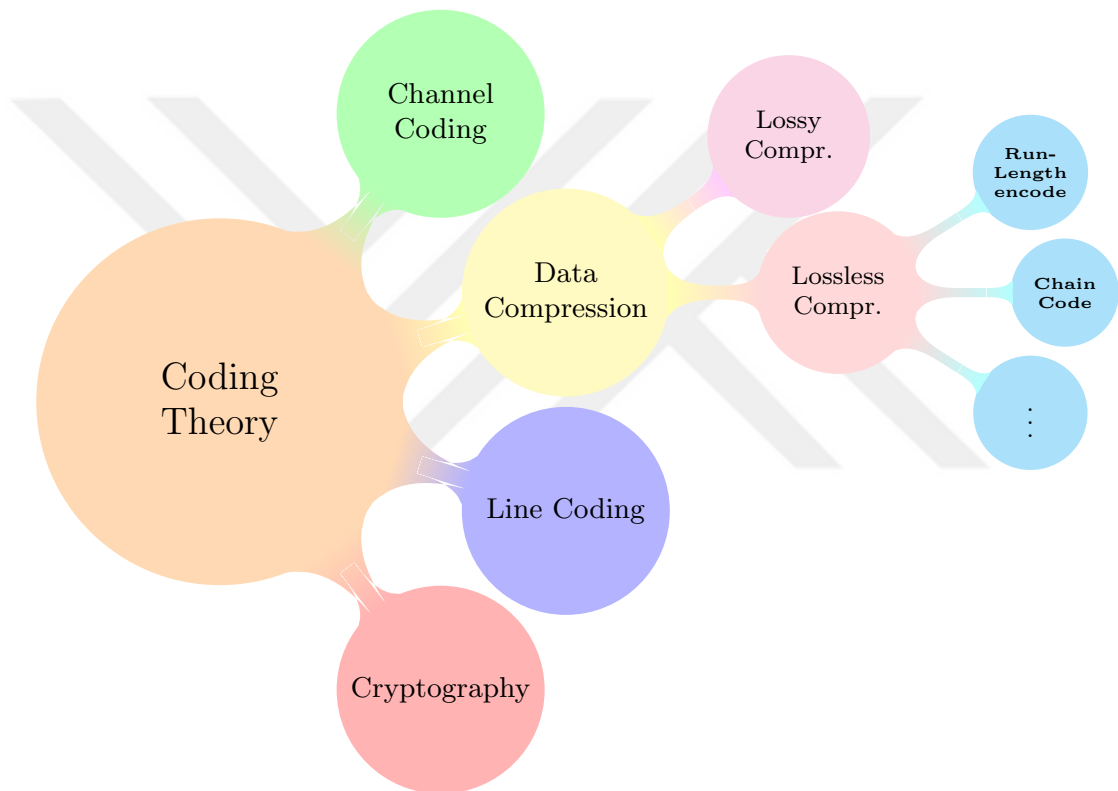 Channel
Coding
Lossy
Compr.
Run-
Length
encode
Data
Compression
Lossless
Compr.
Chain
Code
Coding
Theory
⋮
Line Coding
Cryptography